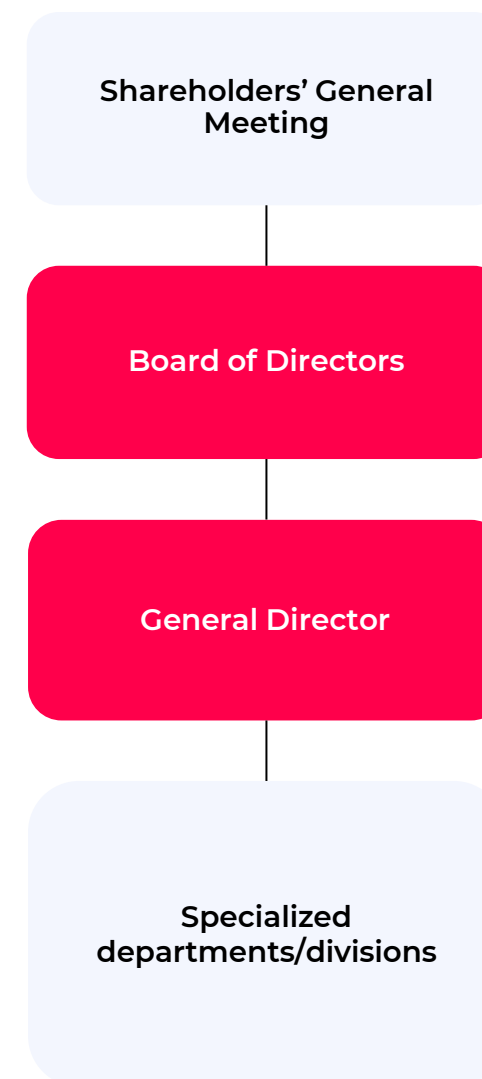 Shareholders’ General
Meeting
Board of Directors
General Director
Specialized
departments/divisions